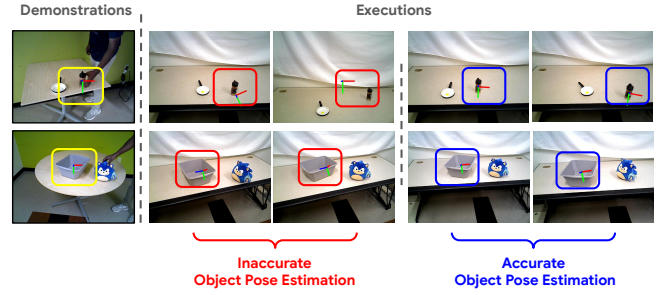 Demonstrations
Executions
Inaccurate
Object Pose Estimation
Accurate
Object Pose Estimation